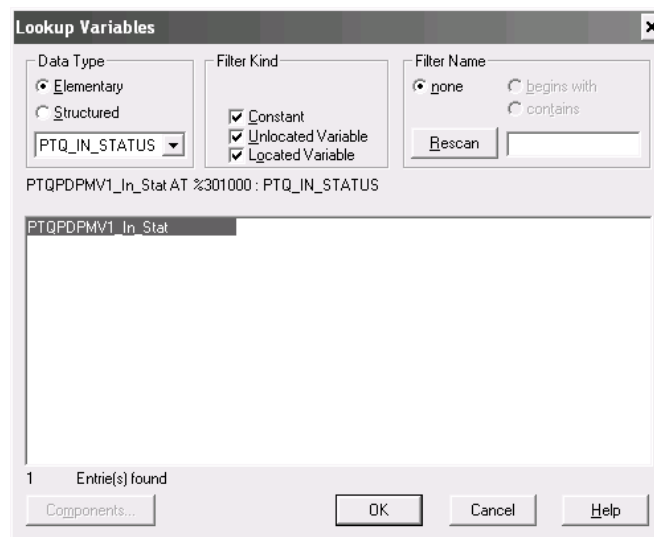 Lookup Variables
Data Type
Elementary
Structured
PTQ_IN_STATUS
Filter Kind
Constant
Unlocated Variable
Located Variable
Filter Name
none
begins with
contains
Rescan
PTQPDPMV1_In_Stat AT %301000 : PTQ_IN_STATUS
PTQPDPMV1_In_Stat
1 Entrie(s) found
Components...
OK
Cancel
Help